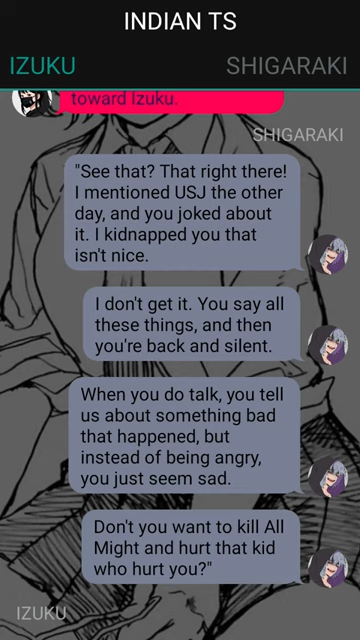 INDIAN TS
IZUKU
SHIGARAKI
toward Izuku.
SHIGARAKI
"See that? That right there!
I mentioned USJ the other
day, and you joked about
it. I kidnapped you that
isn't nice.
I don't get it. You say all
these things, and then
you're back and silent.
When you do talk, you tell
us about something bad
that happened, but
instead of being angry,
you just seem sad.
Don't you want to kill All
Might and hurt that kid
who hurt you?"
IZUKU